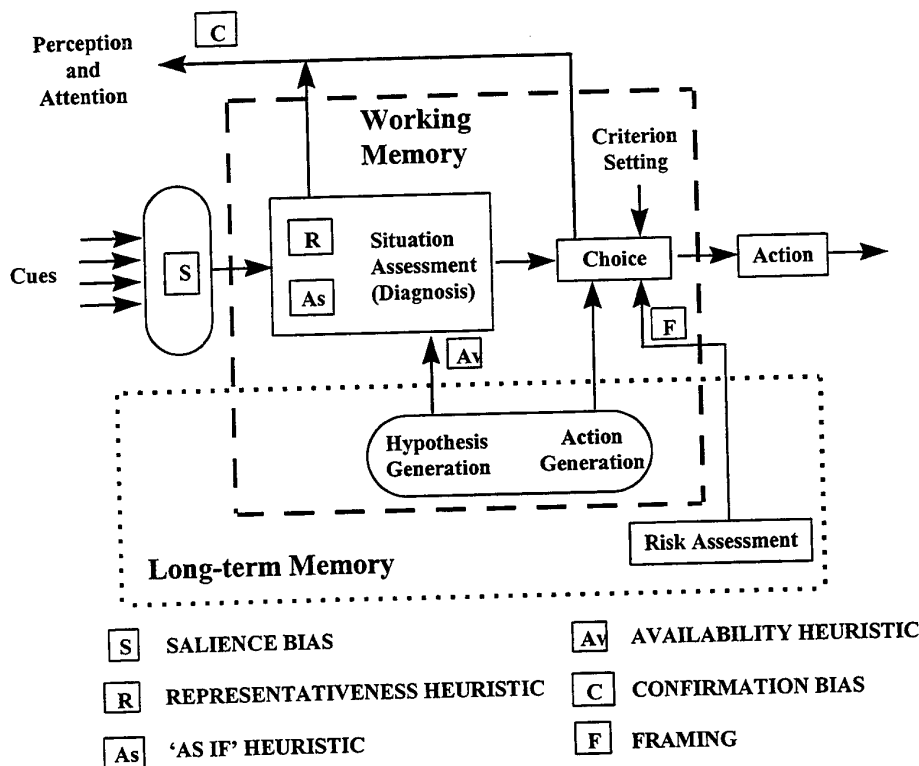 C
Perception
and
Attention
Working
Memory
Criterion
Setting
Cues
S
R
As
Situation
Assessment
(Diagnosis)
Choice
Action
F
Av
Hypothesis
Generation
Action
Generation
Risk Assessment
Long-term Memory
S SALIENCE BIAS
Av AVAILABILITY HEURISTIC
R REPRESENTATIVENESS HEURISTIC
C CONFIRMATION BIAS
As ‘AS IF’ HEURISTIC
F FRAMING